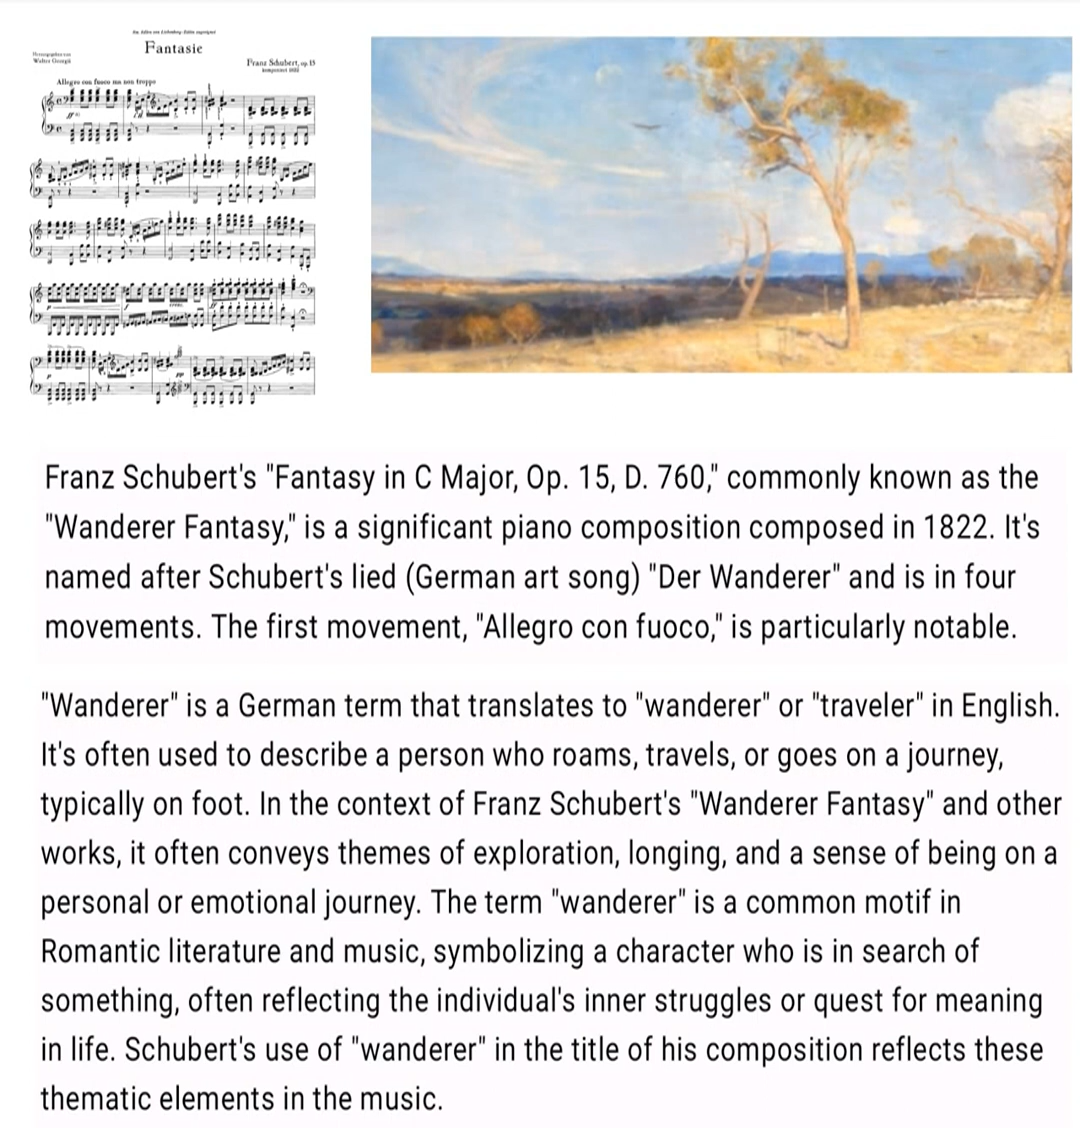 Fantasie
Herausgegeben von
Walter Georgii
Franz Schubert, op. 15
komponiert 1822
Allegro con fuoco ma non troppo
Franz Schubert's "Fantasy in C Major, Op. 15, D. 760," commonly known as the
"Wanderer Fantasy," is a significant piano composition composed in 1822. It's
named after Schubert's lied (German art song) "Der Wanderer" and is in four
movements. The first movement, "Allegro con fuoco," is particularly notable.
"Wanderer" is a German term that translates to "wanderer" or "traveler" in English.
It's often used to describe a person who roams, travels, or goes on a journey,
typically on foot. In the context of Franz Schubert's "Wanderer Fantasy" and other
works, it often conveys themes of exploration, longing, and a sense of being on a
personal or emotional journey. The term "wanderer" is a common motif in
Romantic literature and music, symbolizing a character who is in search of
something, often reflecting the individual's inner struggles or quest for meaning
in life. Schubert's use of "wanderer" in the title of his composition reflects these
thematic elements in the music.